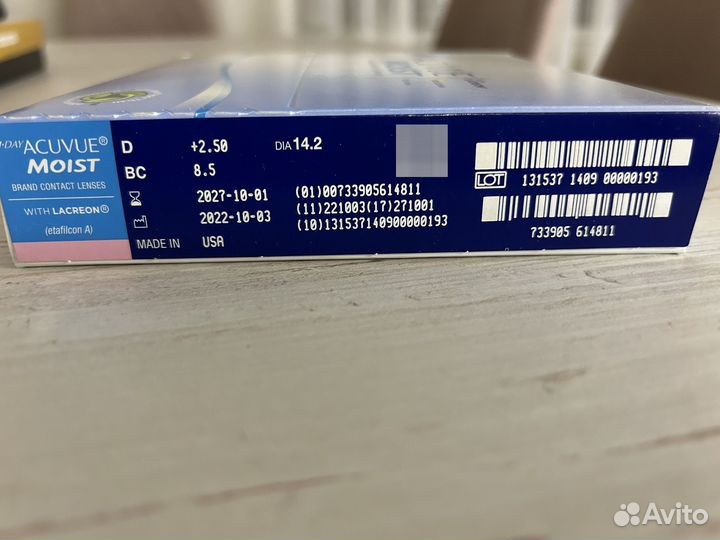 1·DAY ACUVUE®
MOIST
BRAND CONTACT LENSES
WITH LACREON®
(etafilcon A)
D +2.50 DIA 14.2
BC 8.5
2027-10-01 (01)00733905614811
2022-10-03 (11)221003(17)271001
(10)131537140900000193
MADE IN USA
LOT 131537 1409 00000193
733905 614811
Avito